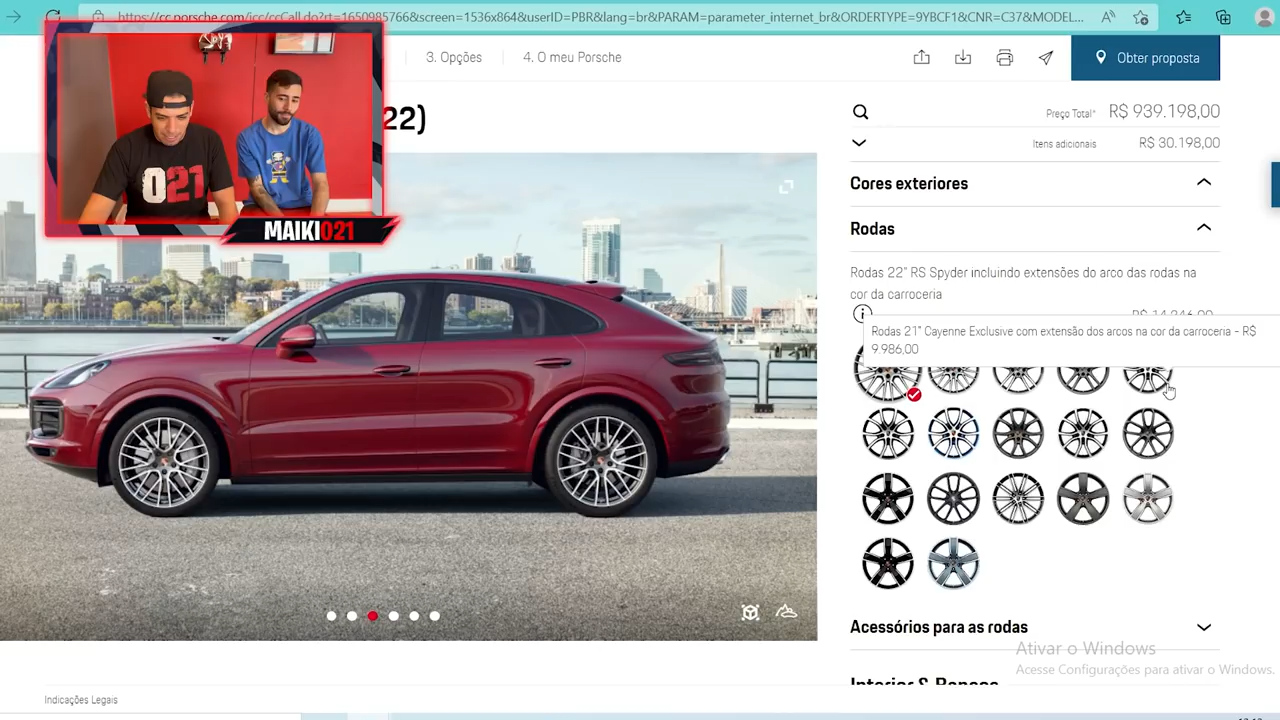 https://cc.porsche.com/icc/ccCall.do?rt=1650985766&screen=1536x864&userID=PBR&lang=br&PARAM=parameter_internet_br&ORDERTYPE=9YBCF1&CNR=C37&MODEL...
3. Opções
4. O meu Porsche
Obter proposta
22)
Preço Total* R$ 939.198,00
Itens adicionais R$ 30.198,00
021
MAIKI021
Cores exteriores
Rodas
Rodas 22" RS Spyder incluindo extensões do arco das rodas na
cor da carroceria
Rodas 21" Cayenne Exclusive com extensão dos arcos na cor da carroceria - R$
9.986,00
Acessórios para as rodas
Ativar o Windows
Acesse Configurações para ativar o Windows.
Indicações Legais